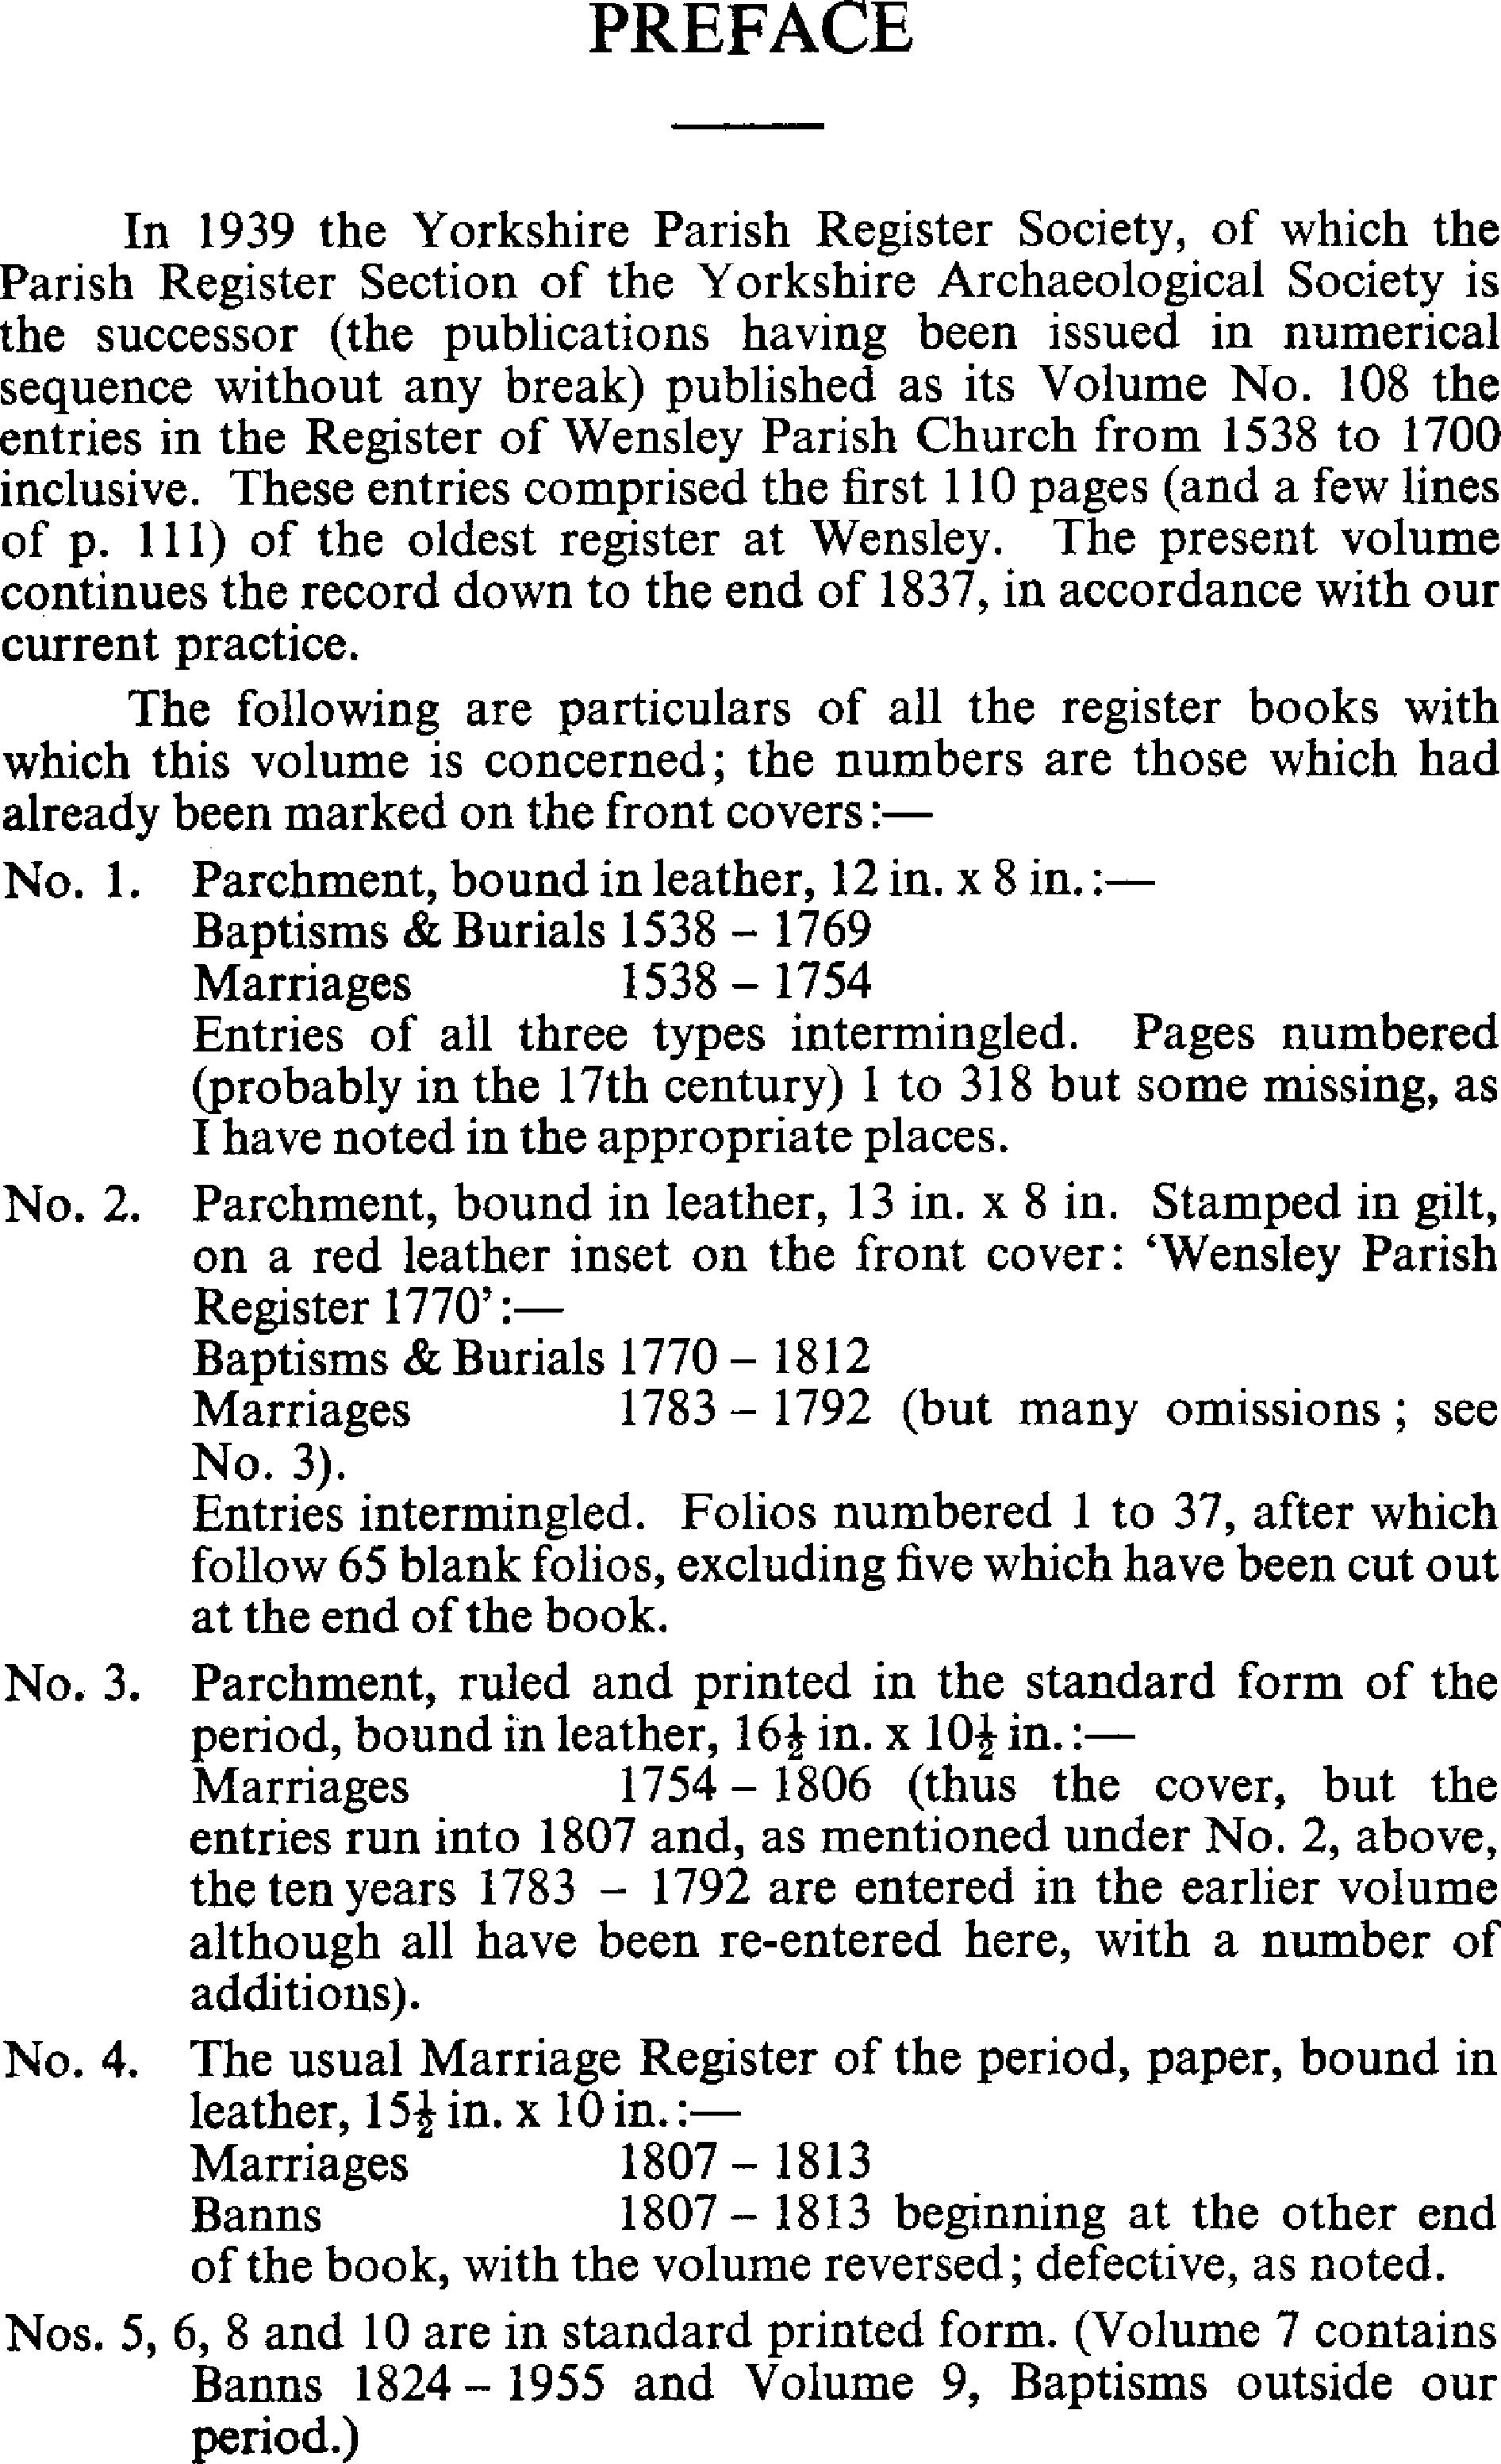 PREFACE
In 1939 the Yorkshire Parish Register Society, of which the
Parish Register Section of the Yorkshire Archaeological Society is
the successor (the publications having been issued in numerical
sequence without any break) published as its Volume No. 108 the
entries in the Register of Wensley Parish Church from 1538 to 1700
inclusive. These entries comprised the first 110 pages (and a few lines
of p. 111) of the oldest register at Wensley. The present volume
continues the record down to the end of 1837, in accordance with our
current practice.
The following are particulars of all the register books with
which this volume is concerned; the numbers are those which had
already been marked on the front covers:—
No. 1. Parchment, bound in leather, 12 in. x 8 in.:—
Baptisms & Burials 1538 – 1769
Marriages 1538 – 1754
Entries of all three types intermingled. Pages numbered
(probably in the 17th century) 1 to 318 but some missing, as
I have noted in the appropriate places.
No. 2. Parchment, bound in leather, 13 in. x 8 in. Stamped in gilt,
on a red leather inset on the front cover: ‘Wensley Parish
Register 1770’:—
Baptisms & Burials 1770 – 1812
Marriages 1783 – 1792 (but many omissions; see
No. 3).
Entries intermingled. Folios numbered 1 to 37, after which
follow 65 blank folios, excluding five which have been cut out
at the end of the book.
No. 3. Parchment, ruled and printed in the standard form of the
period, bound in leather, 16½ in. x 10½ in.:—
Marriages 1754 – 1806 (thus the cover, but the
entries run into 1807 and, as mentioned under No. 2, above,
the ten years 1783 – 1792 are entered in the earlier volume
although all have been re-entered here, with a number of
additions).
No. 4. The usual Marriage Register of the period, paper, bound in
leather, 15½ in. x 10 in.:—
Marriages 1807 – 1813
Banns 1807 – 1813 beginning at the other end
of the book, with the volume reversed; defective, as noted.
Nos. 5, 6, 8 and 10 are in standard printed form. (Volume 7 contains
Banns 1824 – 1955 and Volume 9, Baptisms outside our
period.)